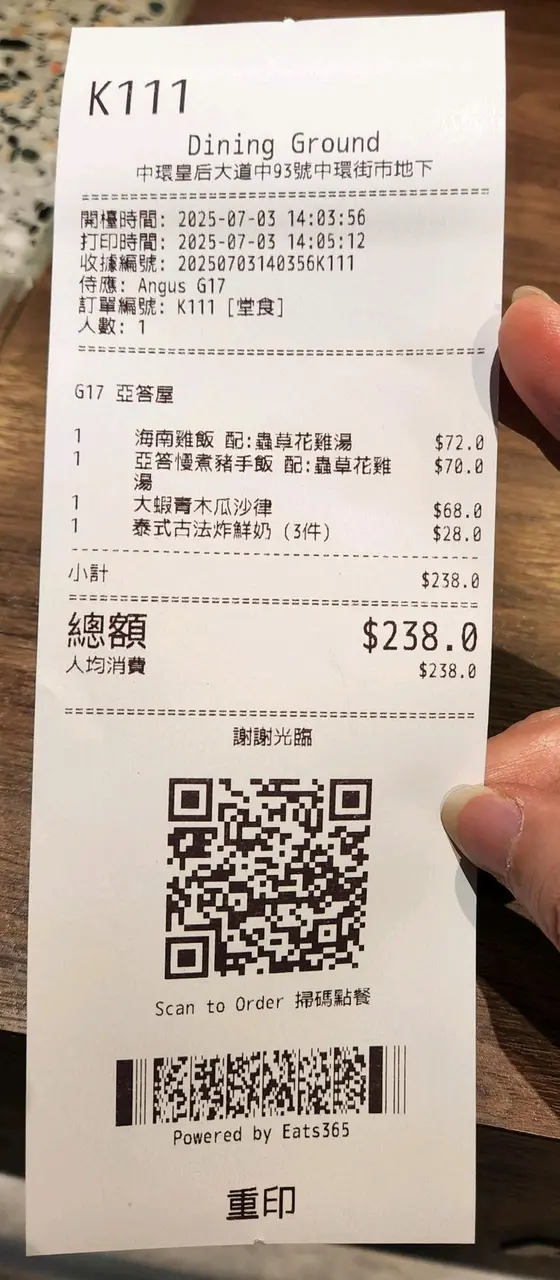 K111
Dining Ground
中環皇后大道中93號中環街市地下
開檯時間: 2025-07-03 14:03:56
打印時間: 2025-07-03 14:05:12
收據編號: 20250703140356K111
侍應: Angus G17
訂單編號: K111 [堂食]
人數: 1
G17 亞答屋
1 海南雞飯 配:蟲草花雞湯 $72.0
1 亞答慢煮豬手飯 配:蟲草花雞 $70.0
湯
1 大蝦青木瓜沙律 $68.0
1 泰式古法炸鮮奶 (3件) $28.0
小計 $238.0
總額 $238.0
人均消費 $238.0
謝謝光臨
Scan to Order 掃碼點餐
Powered by Eats365
重印